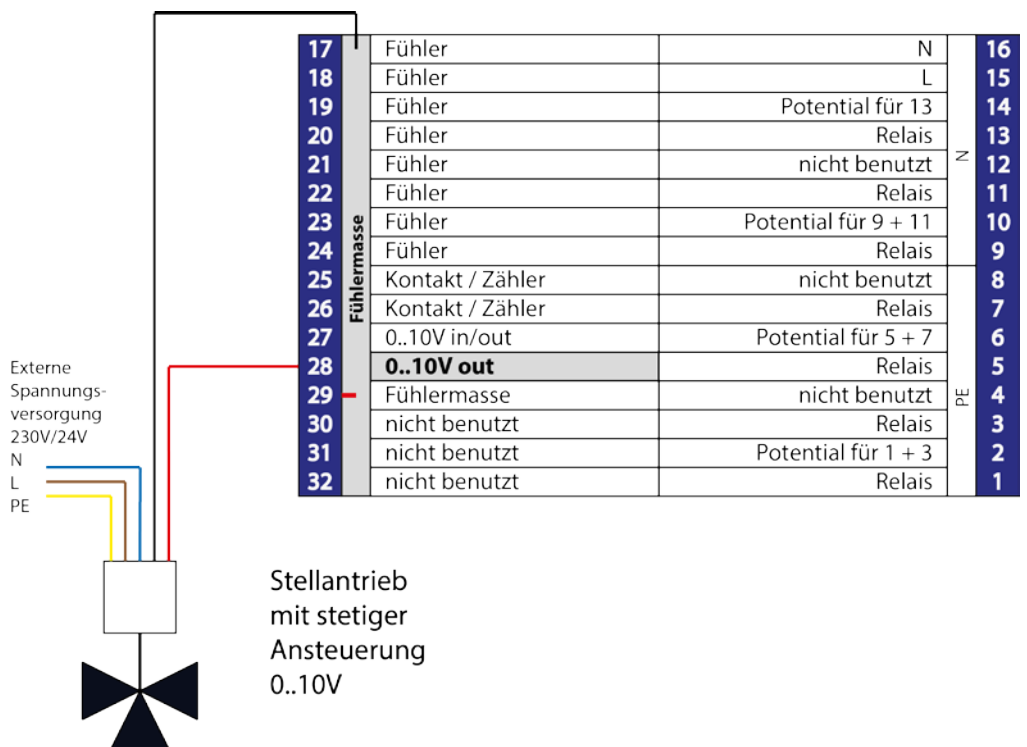 17 Fühler N 16
18 Fühler L 15
19 Fühler Potential für 13 14
20 Fühler Relais 13
21 Fühler nicht benutzt 12
22 Fühler Relais 11
23 Fühler Potential für 9 + 11 10
24 Fühler Relais 9
25 Kontakt / Zähler nicht benutzt 8
26 Kontakt / Zähler Relais 7
27 0..10V in/out Potential für 5 + 7 6
28 0..10V out Relais 5
29 Fühlermasse nicht benutzt 4
30 nicht benutzt Relais 3
31 nicht benutzt Potential für 1 + 3 2
32 nicht benutzt Relais 1
Fühlermasse
N
PE
Externe
Spannungs-
versorgung
230V/24V
N
L
PE
Stellantrieb
mit stetiger
Ansteuerung
0..10V